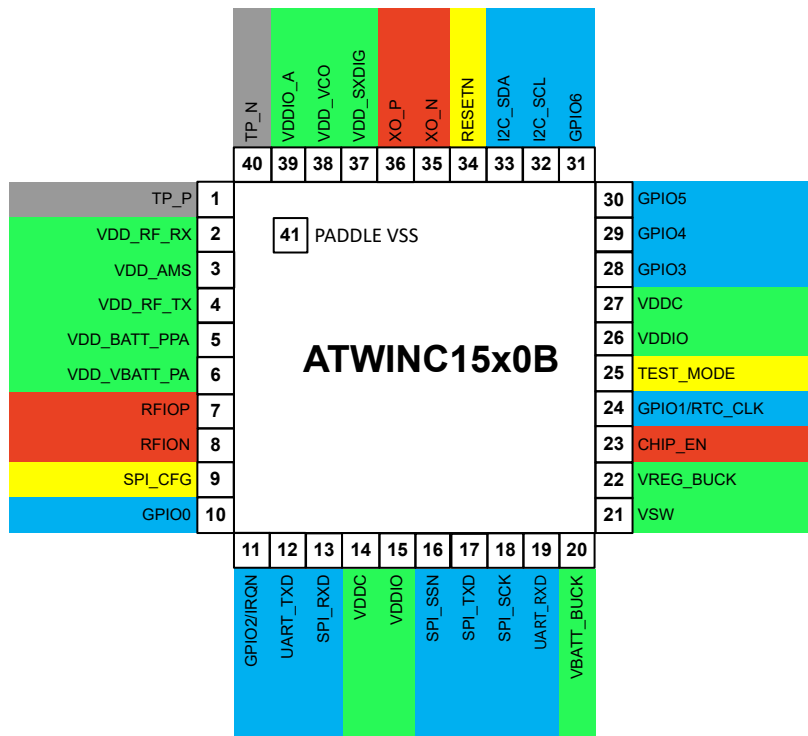 TP_N
VDDIO_A
VDD_VCO
VDD_SXDIG
XO_P
XO_N
RESETN
I2C_SDA
I2C_SCL
GPIO6
40 39 38 37 36 35 34 33 32 31
TP_P 1
VDD_RF_RX 2
VDD_AMS 3
VDD_RF_TX 4
VDD_BATT_PPA 5
VDD_VBATT_PA 6
RFIOP 7
RFION 8
SPI_CFG 9
GPIO0 10
41 PADDLE VSS
ATWINC15x0B
30 GPIO5
29 GPIO4
28 GPIO3
27 VDDC
26 VDDIO
25 TEST_MODE
24 GPIO1/RTC_CLK
23 CHIP_EN
22 VREG_BUCK
21 VSW
11 12 13 14 15 16 17 18 19 20
GPIO2/IRQN
UART_TXD
SPI_RXD
VDDC
VDDIO
SPI_SSN
SPI_TXD
SPI_SCK
UART_RXD
VBATT_BUCK